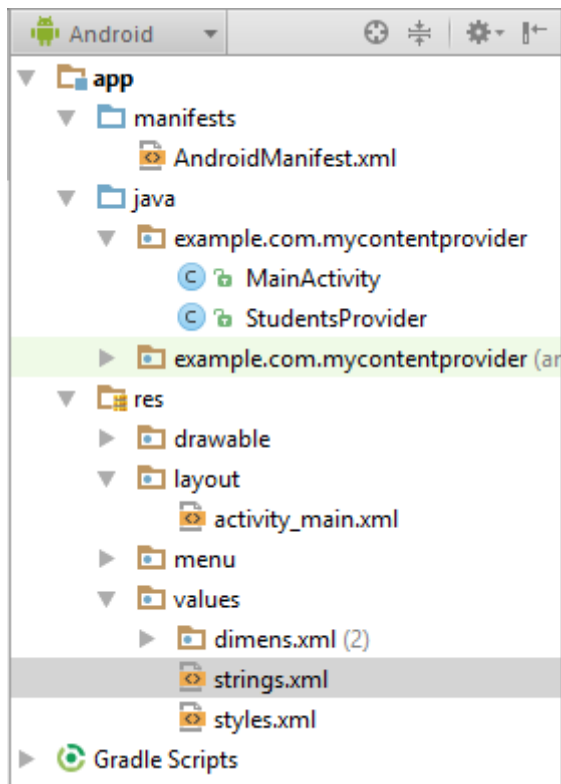 Android
app
manifests
AndroidManifest.xml
java
example.com.mycontentprovider
MainActivity
StudentsProvider
example.com.mycontentprovider (ar
res
drawable
layout
activity_main.xml
menu
values
dimens.xml (2)
strings.xml
styles.xml
Gradle Scripts